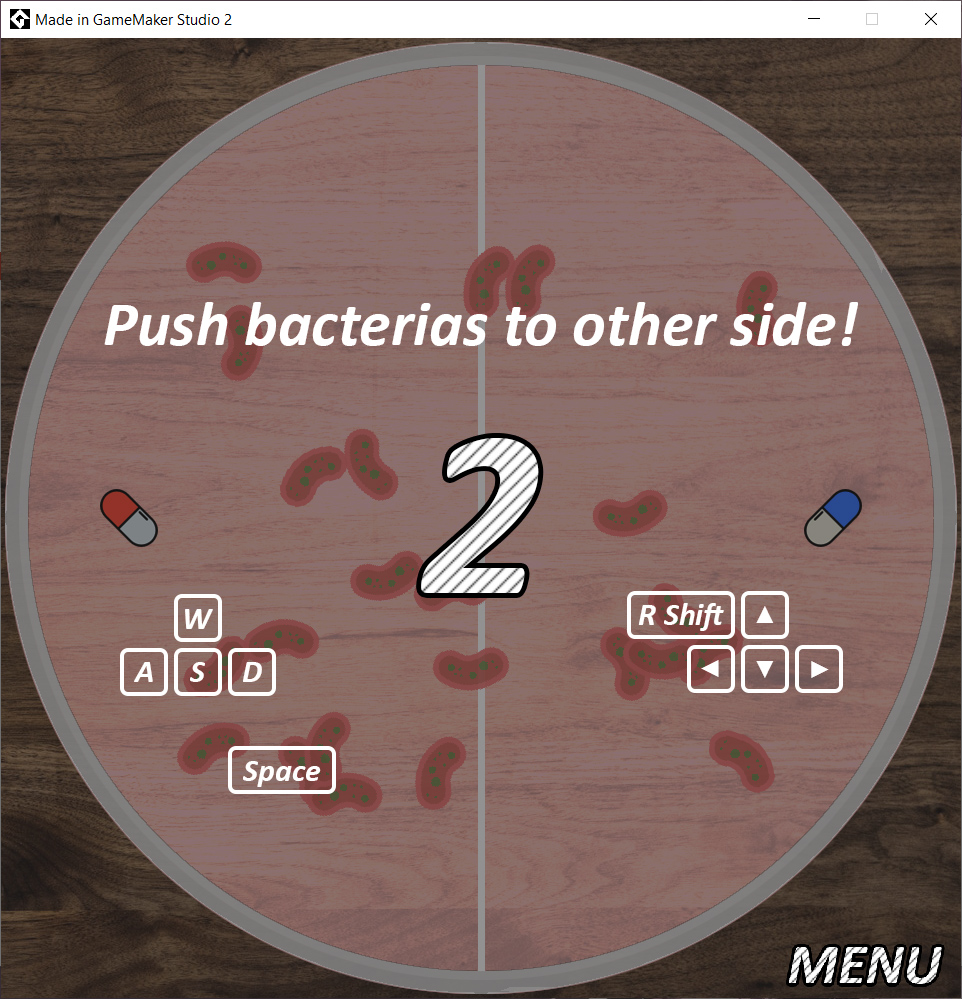 Made in GameMaker Studio 2
Push bacterias to other side!
2
W
A S D
Space
R Shift ▲
◀ ▼ ▶
MENU